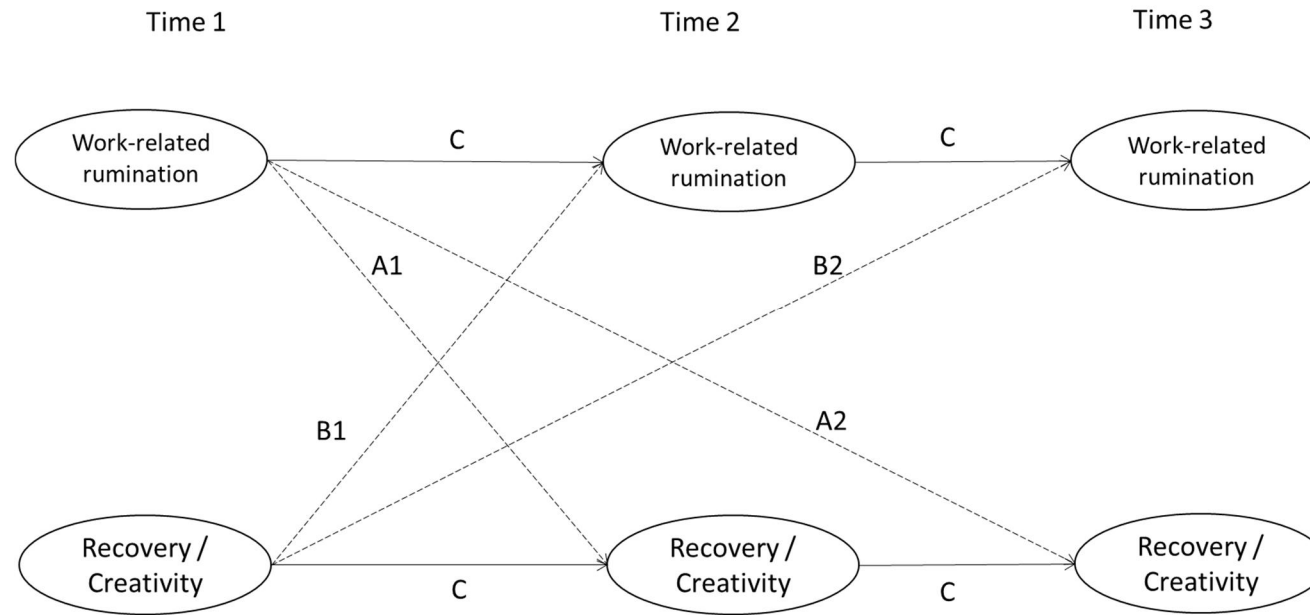 Time 1
Time 2
Time 3
Work-related
rumination
C
Work-related
rumination
C
Work-related
rumination
A1
B2
B1
A2
Recovery /
Creativity
C
Recovery /
Creativity
C
Recovery /
Creativity